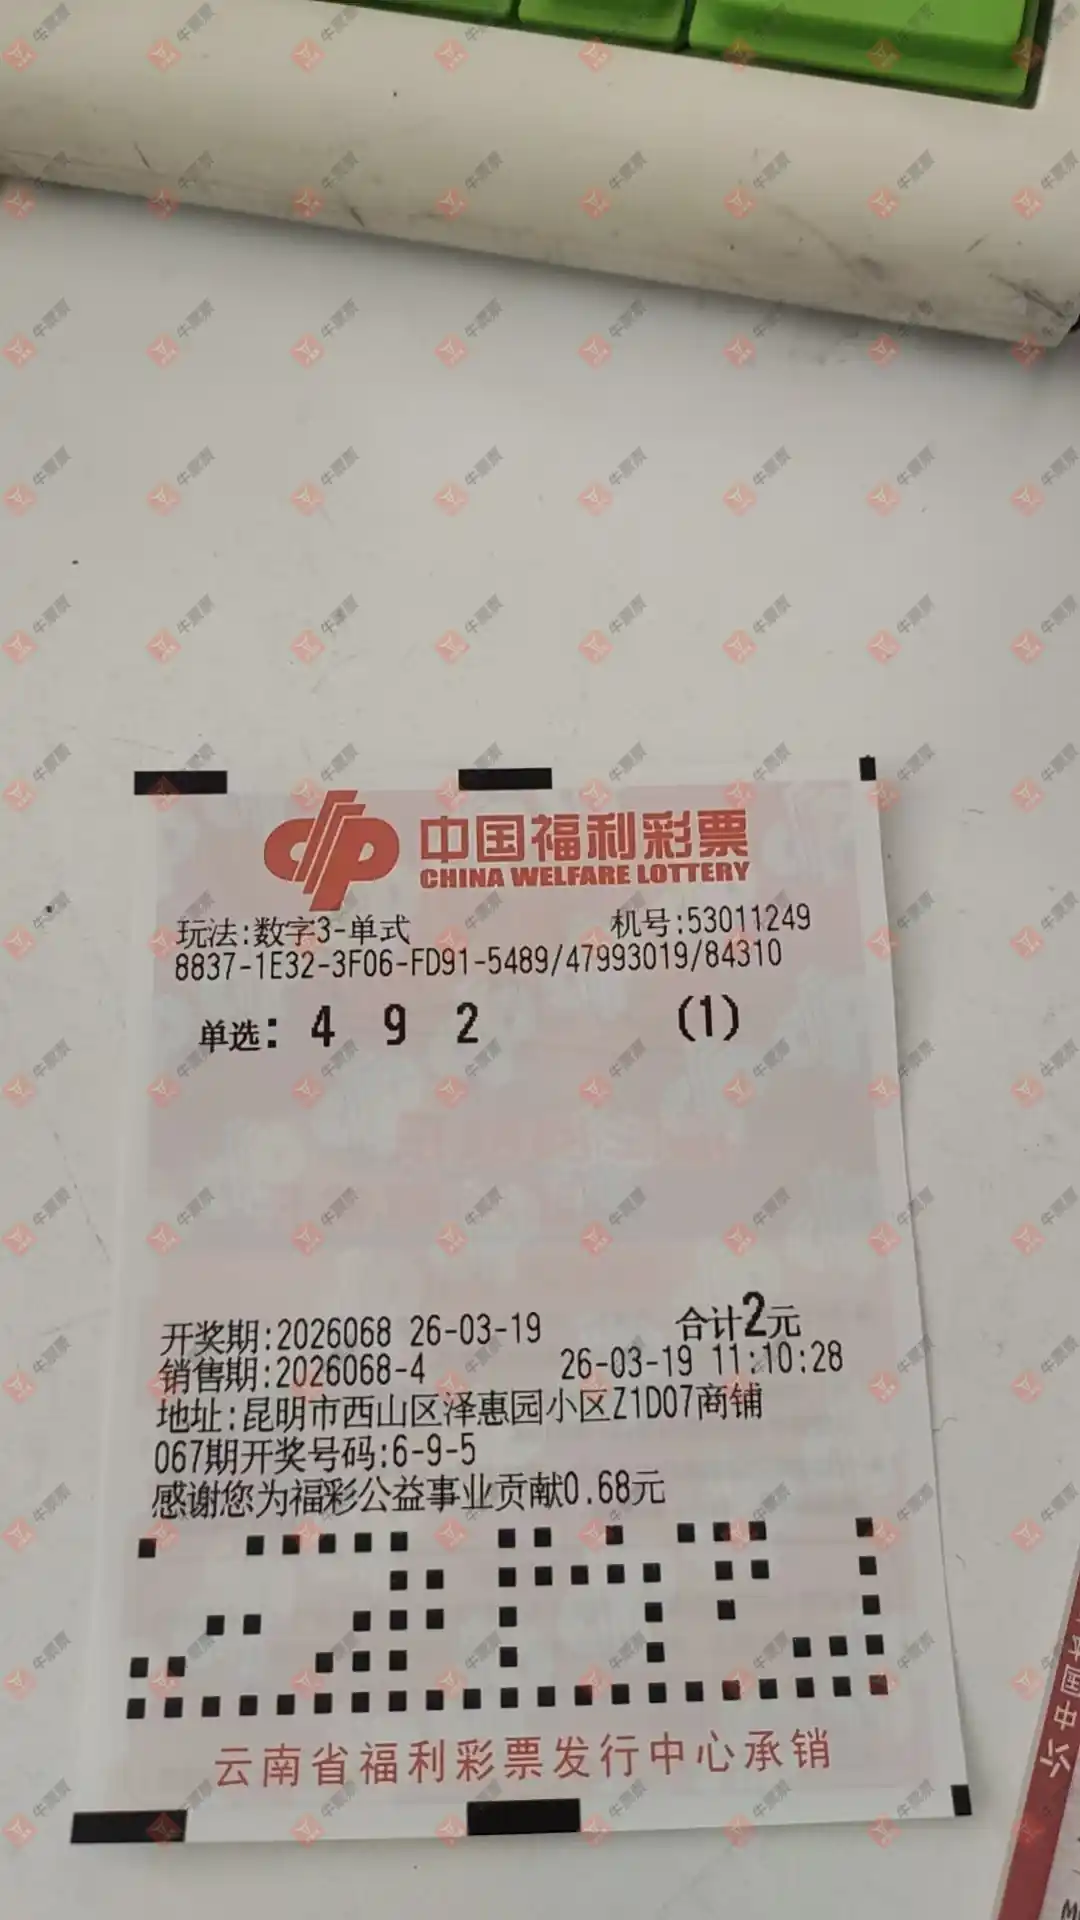 中国福利彩票
CHINA WELFARE LOTTERY
玩法:数字3-单式 机号:53011249
8837-1E32-3F06-FD91-5489/47993019/84310
单选: 4 9 2 (1)
开奖期:2026068 26-03-19 合计2元
销售期:2026068-4 26-03-19 11:10:28
地址:昆明市西山区泽惠园小区Z1D07商铺
067期开奖号码:6-9-5
感谢您为福彩公益事业贡献0.68元
云南省福利彩票发行中心承销
牛票票